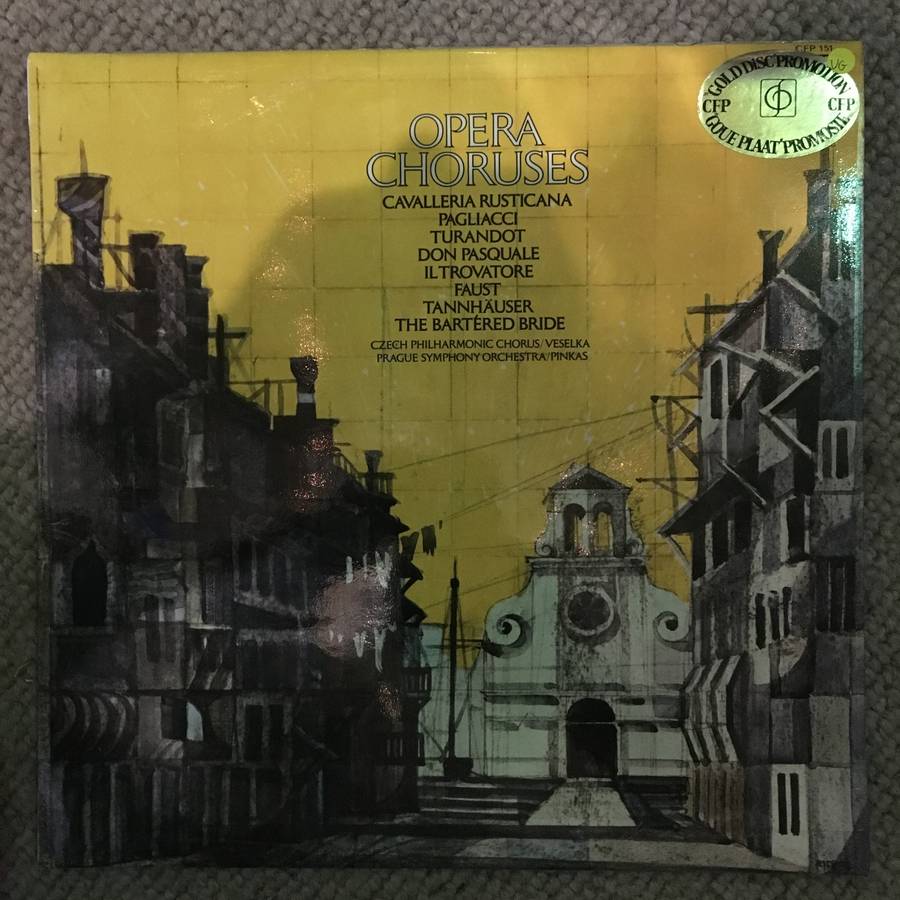 CFP 151
VG
'GOLD DISC' PROMOTION
CFP
CFP
'GOUE PLAAT' PROMOSIE
OPERA
CHORUSES
CAVALLERIA RUSTICANA
PAGLIACCI
TURANDOT
DON PASQUALE
IL TROVATORE
FAUST
TANNHÄUSER
THE BARTERED BRIDE
CZECH PHILHARMONIC CHORUS/VESELKA
PRAGUE SYMPHONY ORCHESTRA/PINKAS